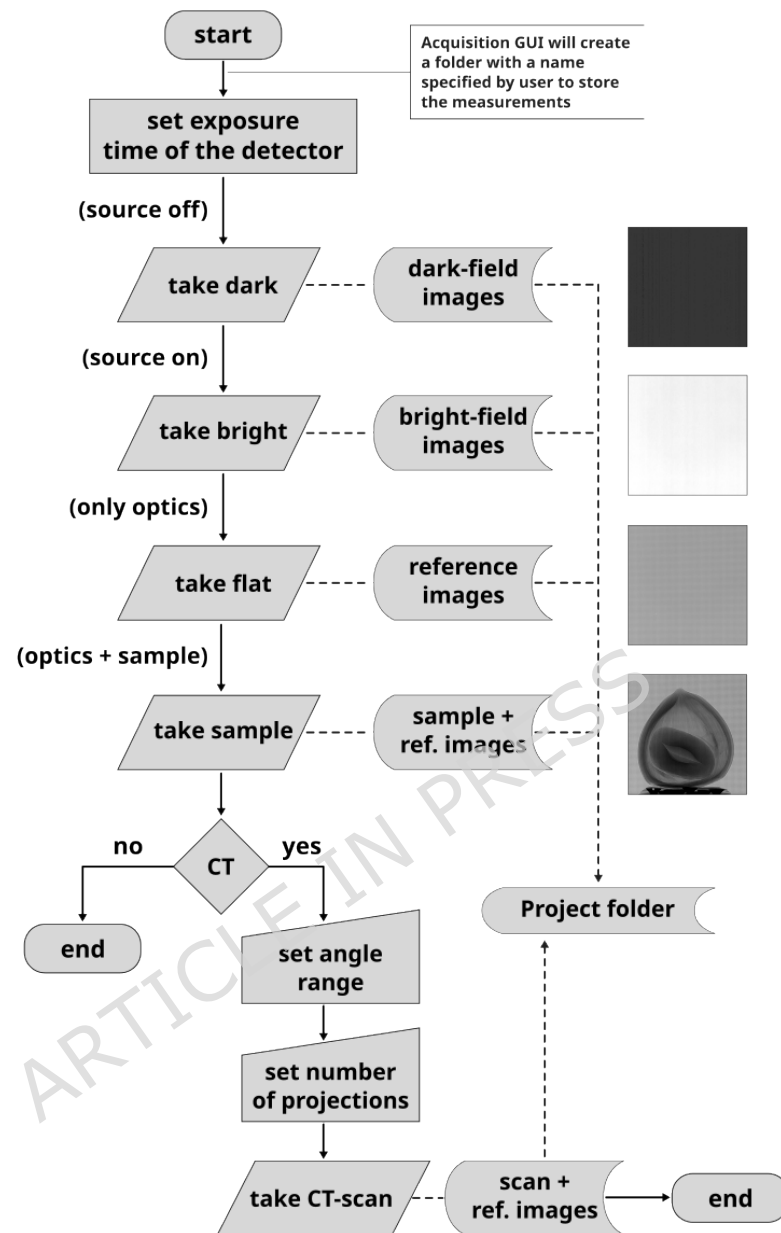 start
Acquisition GUI will create
a folder with a name
specified by user to store
the measurements
set exposure
time of the detector
(source off)
take dark
dark-field
images
(source on)
take bright
bright-field
images
(only optics)
take flat
reference
images
(optics + sample)
take sample
sample +
ref. images
no
CT
yes
end
Project folder
set angle
range
set number
of projections
take CT-scan
scan +
ref. images
end
ARTICLE IN PRESS